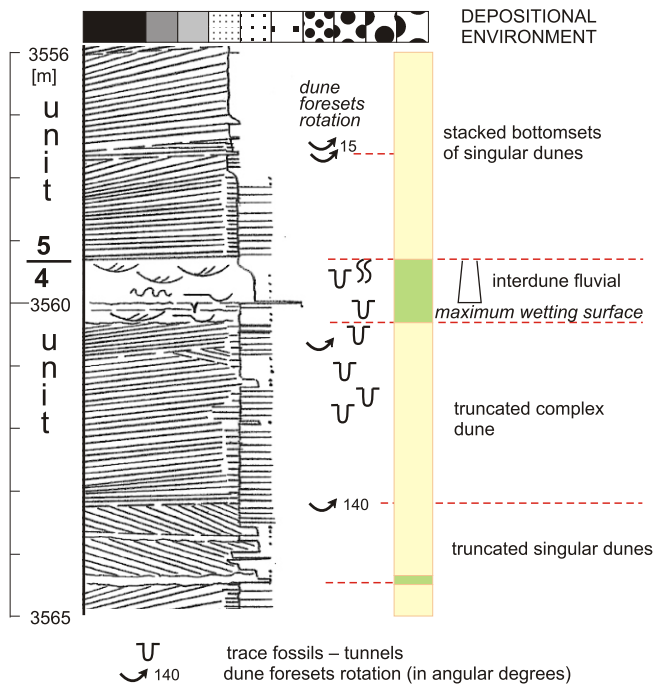 DEPOSITIONAL
ENVIRONMENT
3556
[m]
unit
5
4
3560
unit
3565
dune
foresets
rotation
15
140
stacked bottomsets
of singular dunes
interdune fluvial
maximum wetting surface
truncated complex
dune
truncated singular dunes
trace fossils – tunnels
140
dune foresets rotation (in angular degrees)